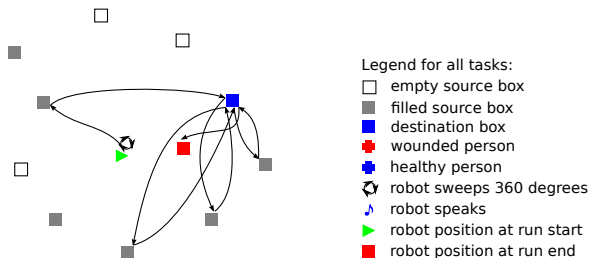 Legend for all tasks:
empty source box
filled source box
destination box
wounded person
healthy person
robot sweeps 360 degrees
robot speaks
robot position at run start
robot position at run end